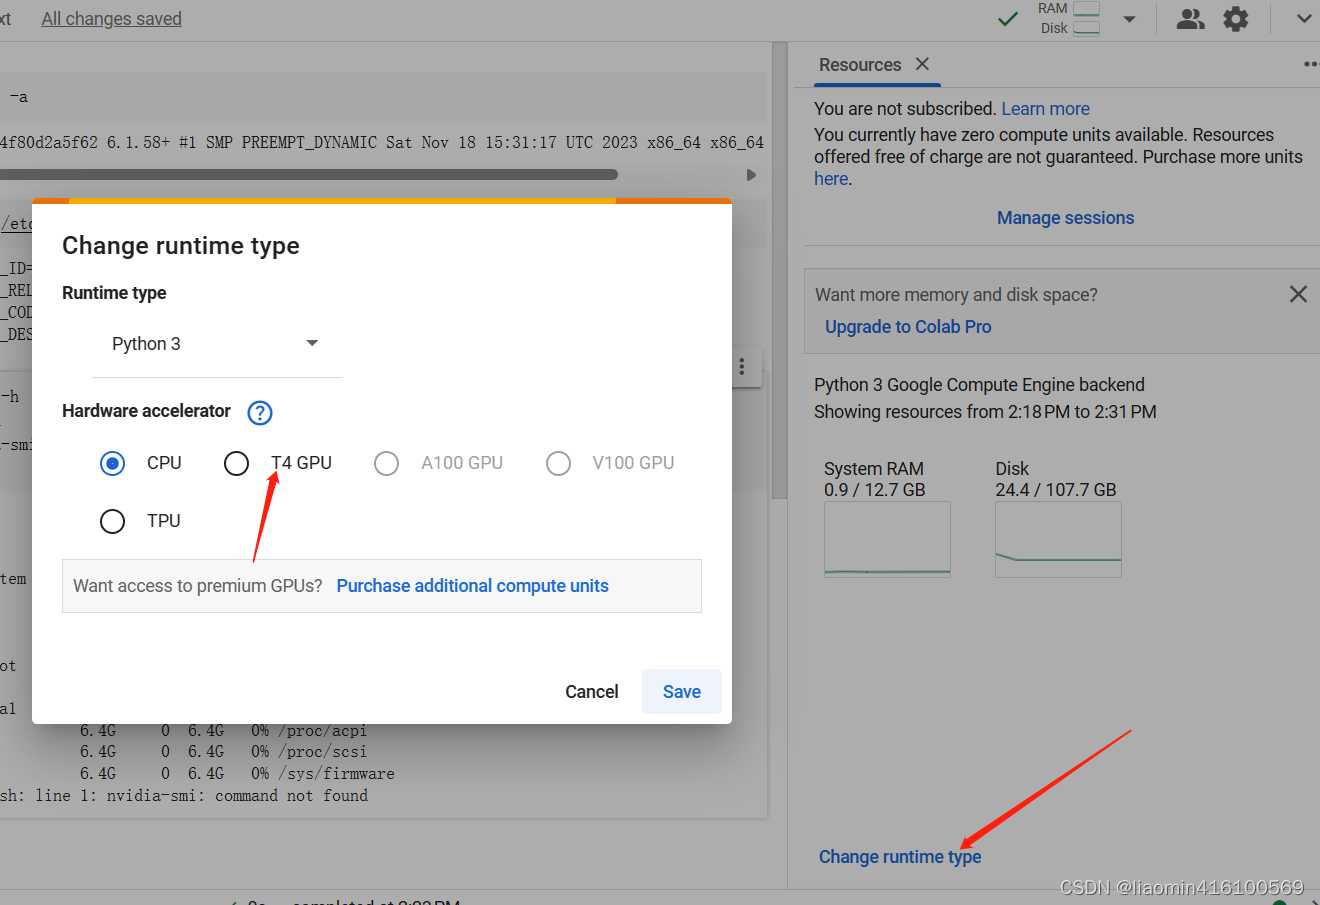 xt All changes saved
RAM
Disk
Resources
-a
You are not subscribed. Learn more
You currently have zero compute units available. Resources
offered free of charge are not guaranteed. Purchase more units
here.
4f80d2a5f62 6.1.58+ #1 SMP PREEMPT_DYNAMIC Sat Nov 18 15:31:17 UTC 2023 x86_64 x86_64
Manage sessions
/etc
_ID=
_REL
_COD
_DES
-h
-smi
tem
ot
al
Change runtime type
Runtime type
Python 3
Hardware accelerator ?
CPU T4 GPU A100 GPU V100 GPU
TPU
Want access to premium GPUs? Purchase additional compute units
Cancel Save
6.4G 0 6.4G 0% /proc/acpi
6.4G 0 6.4G 0% /proc/scsi
6.4G 0 6.4G 0% /sys/firmware
sh: line 1: nvidia-smi: command not found
Want more memory and disk space?
Upgrade to Colab Pro
Python 3 Google Compute Engine backend
Showing resources from 2:18 PM to 2:31 PM
System RAM
0.9 / 12.7 GB
Disk
24.4 / 107.7 GB
Change runtime type
CSDN @liaomin416100569
completed at